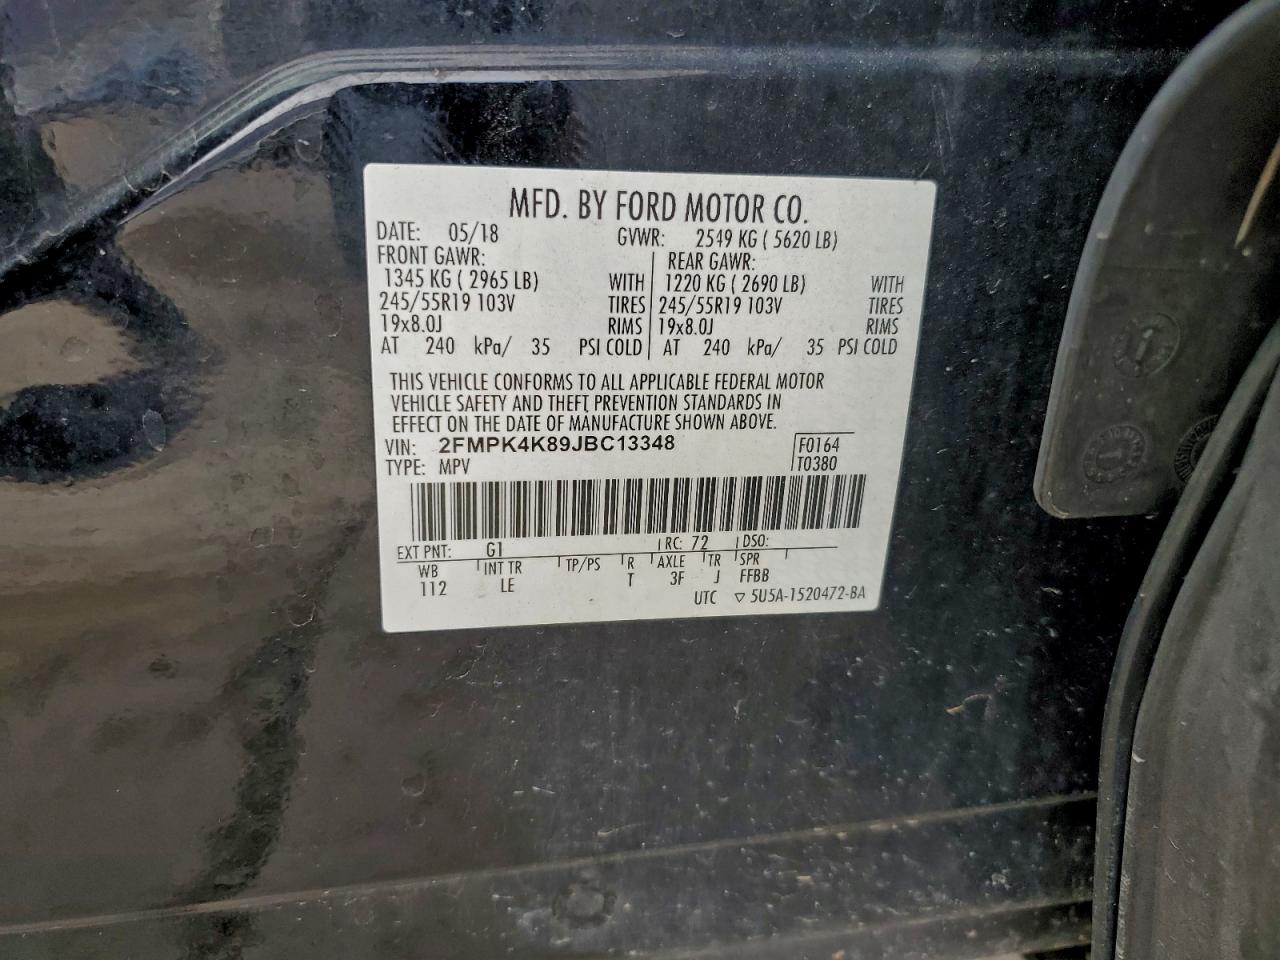 MFD. BY FORD MOTOR CO.
DATE: 05/18 GVWR: 2549 KG ( 5620 LB)
FRONT GAWR: REAR GAWR:
1345 KG ( 2965 LB) WITH 1220 KG ( 2690 LB) WITH
245/55R19 103V TIRES 245/55R19 103V TIRES
19x8.0J RIMS 19x8.0J RIMS
AT 240 kPa/ 35 PSI COLD AT 240 kPa/ 35 PSI COLD
THIS VEHICLE CONFORMS TO ALL APPLICABLE FEDERAL MOTOR
VEHICLE SAFETY AND THEFT PREVENTION STANDARDS IN
EFFECT ON THE DATE OF MANUFACTURE SHOWN ABOVE.
VIN: 2FMPK4K89JBC13348 F0164
TYPE: MPV T0380
EXT PNT: G1 RC: 72 DSO:
WB INT TR TP/PS R AXLE TR SPR
112 LE T 3F J FFBB
UTC ▽ 5U5A-1520472-BA